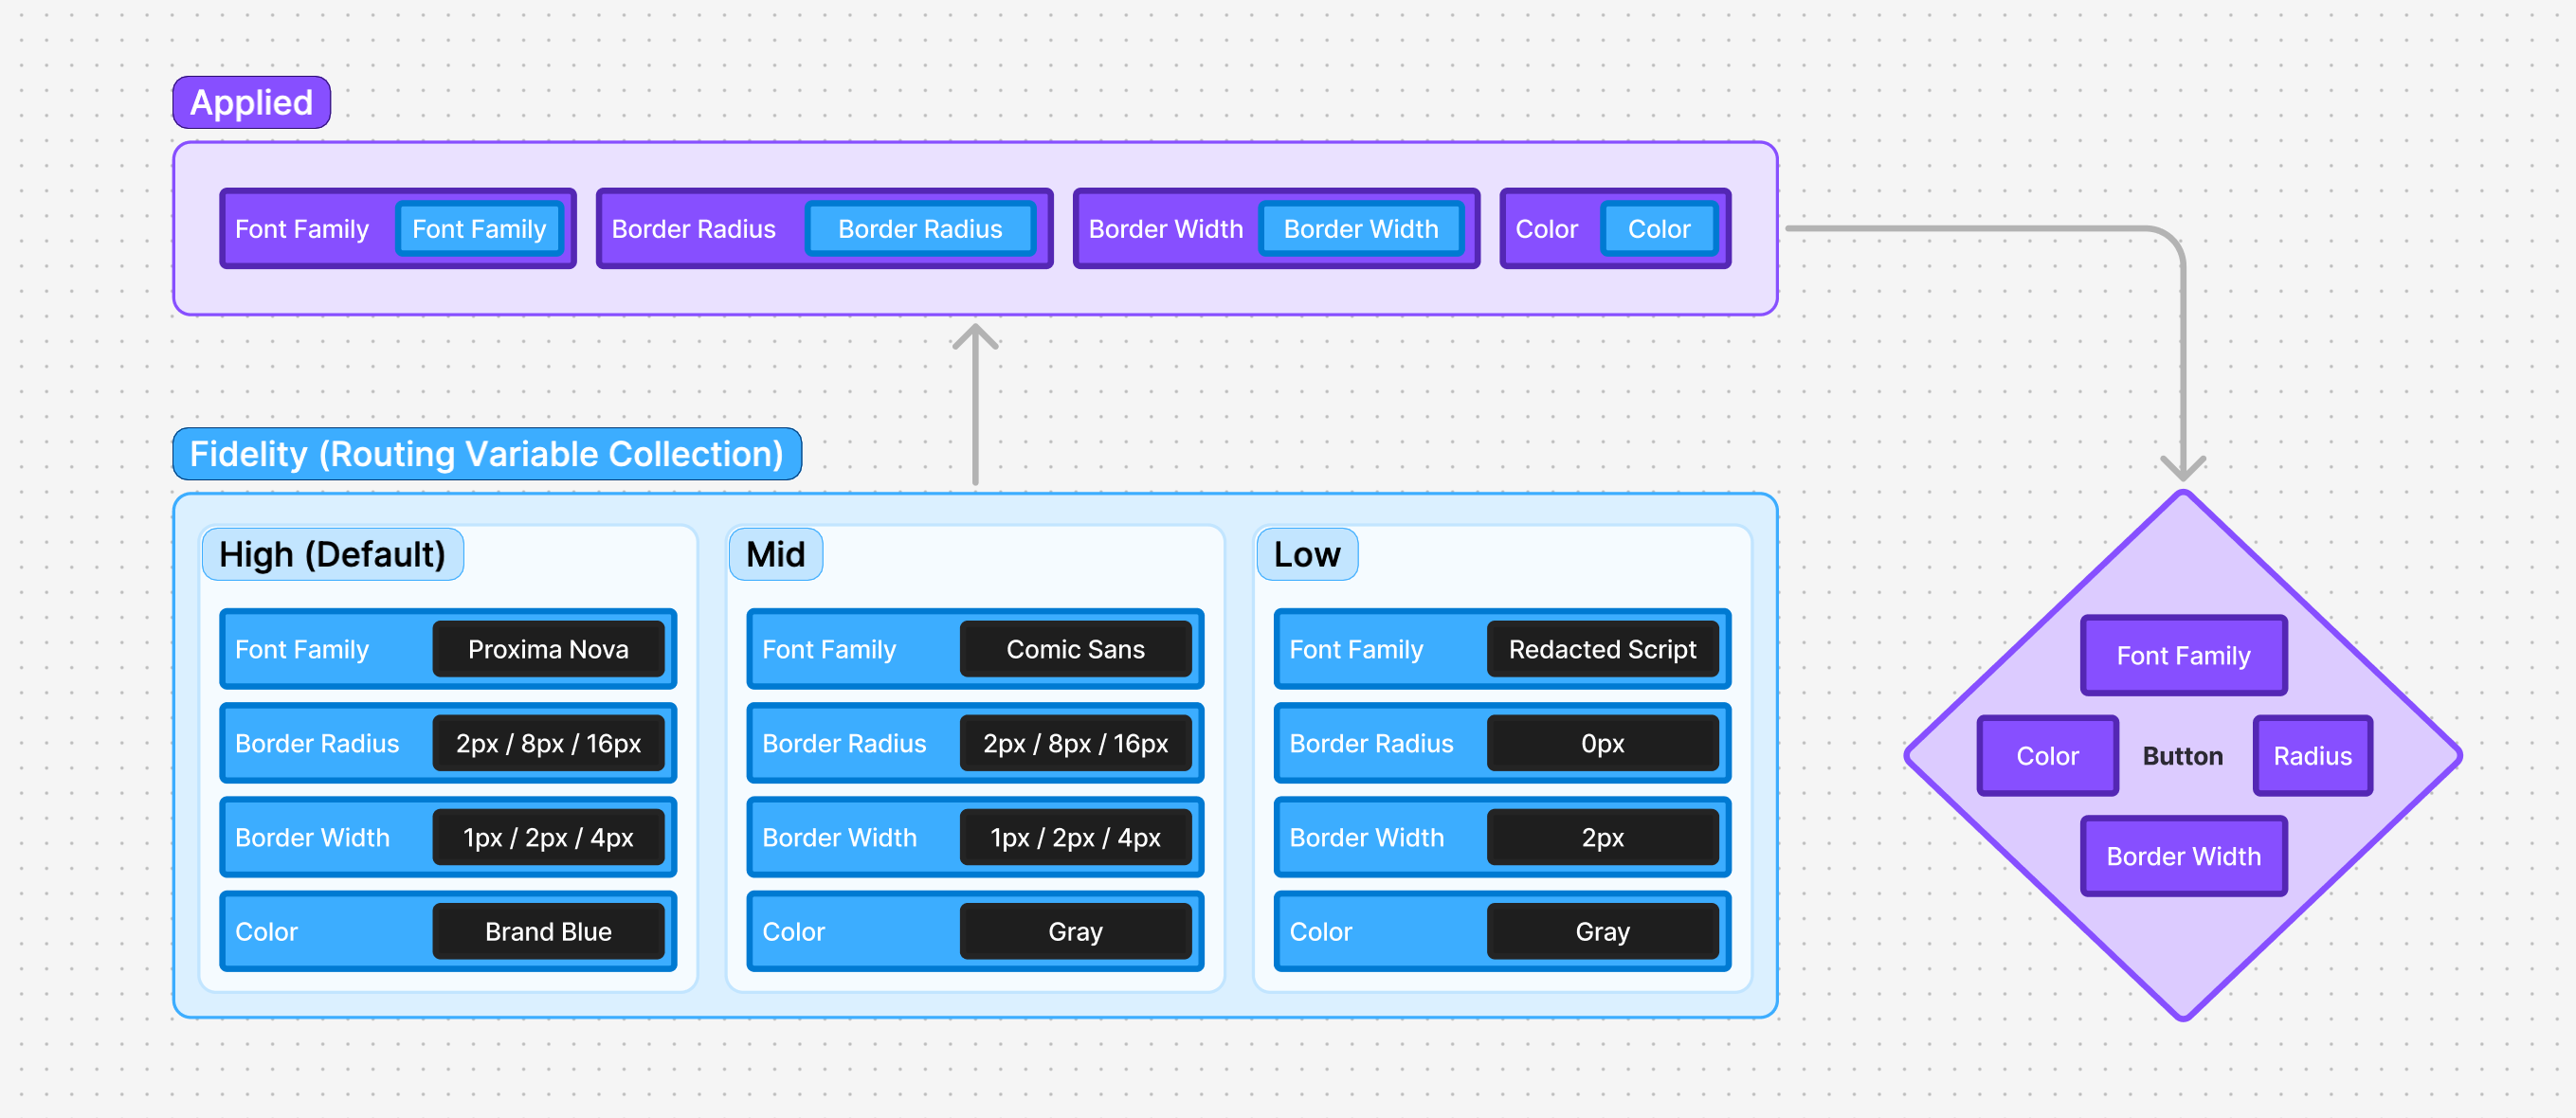 Applied
Font Family Font Family Border Radius Border Radius Border Width Border Width Color Color
Fidelity (Routing Variable Collection)
High (Default)
Font Family Proxima Nova
Border Radius 2px / 8px / 16px
Border Width 1px / 2px / 4px
Color Brand Blue
Mid
Font Family Comic Sans
Border Radius 2px / 8px / 16px
Border Width 1px / 2px / 4px
Color Gray
Low
Font Family Redacted Script
Border Radius 0px
Border Width 2px
Color Gray
Font Family
Color Button Radius
Border Width